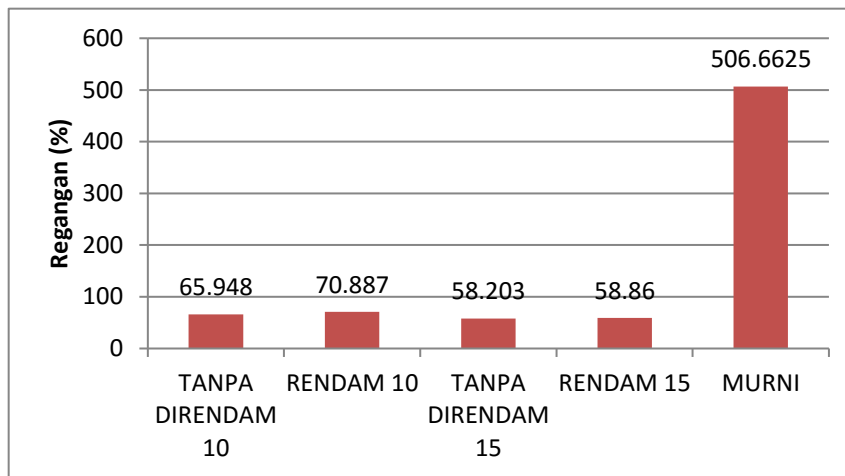 Regangan (%)
600
500
400
300
200
100
0
65.948
70.887
58.203
58.86
506.6625
TANPA
DIRENDAM
10
RENDAM 10
TANPA
DIRENDAM
15
RENDAM 15
MURNI